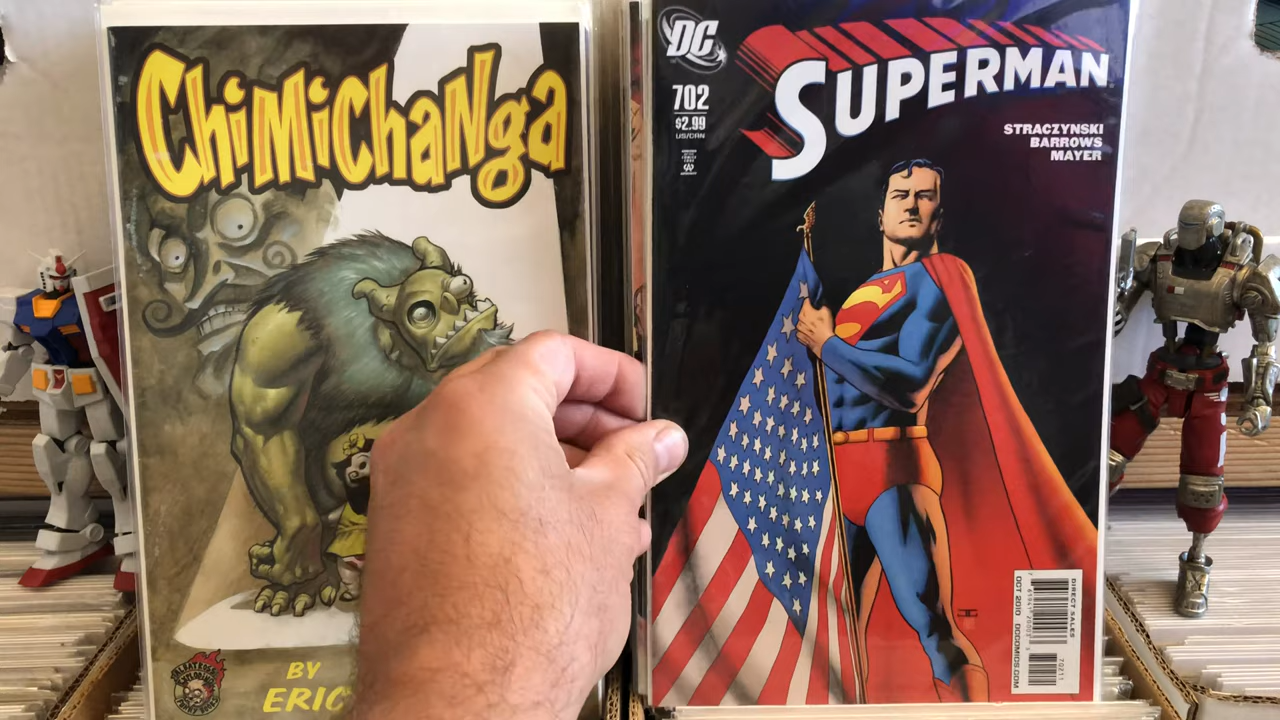 ChiMiChaNga
BY
ERIC
DC
SUPERMAN
702
$2.99
US/CAN
STRACZYNSKI
BARROWS
MAYER
DIRECT SALES
70211
OCT 2010 DCCOMICS.COM